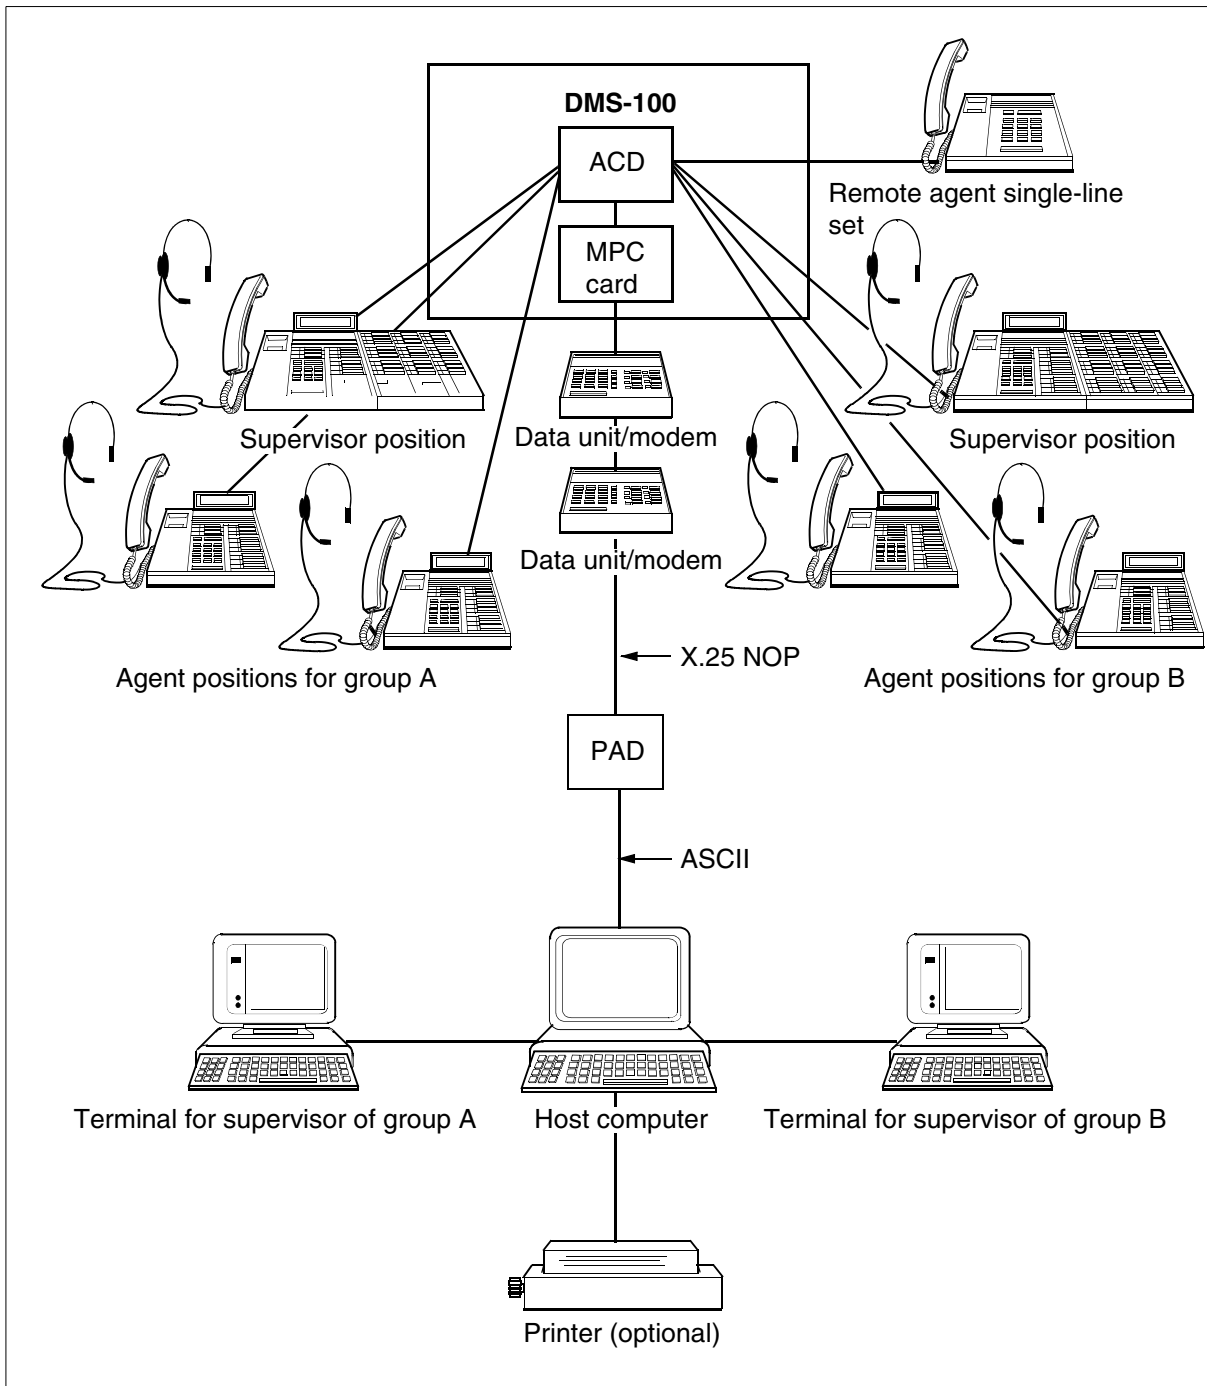 DMS-100
ACD
Remote agent single-line
set
MPC
card
Supervisor position
Data unit/modem
Supervisor position
Data unit/modem
X.25 NOP
Agent positions for group A
Agent positions for group B
PAD
ASCII
Terminal for supervisor of group A
Host computer
Terminal for supervisor of group B
Printer (optional)